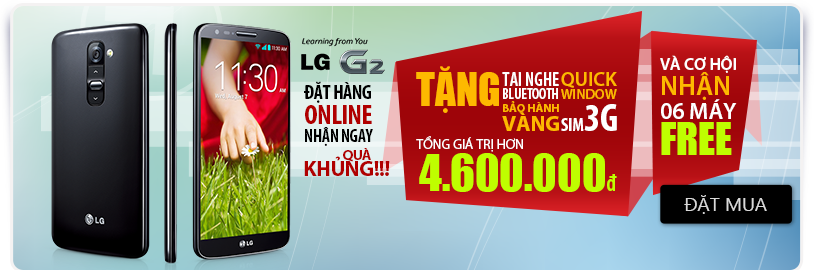 Learning from You
LG G2
ĐẶT HÀNG
ONLINE
NHẬN NGAY
QUÀ
KHỦNG!!!
TẶNG
TAI NGHE
BLUETOOTH
QUICK
WINDOW
BẢO HÀNH
VÀNG
SIM 3G
TỔNG GIÁ TRỊ HƠN
4.600.000đ
VÀ CƠ HỘI
NHẬN
06 MÁY
FREE
ĐẶT MUA
11:30
LG
LG